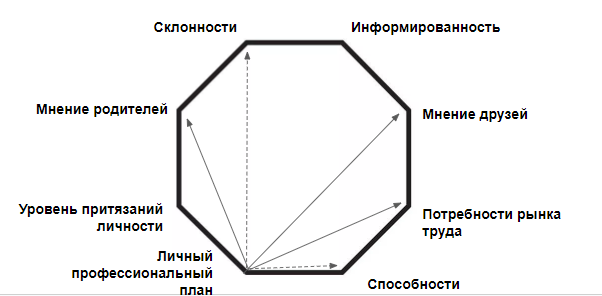 Склонности
Информированность
Мнение родителей
Мнение друзей
Уровень притязаний
личности
Потребности рынка
труда
Личный
профессиональный
план
Способности